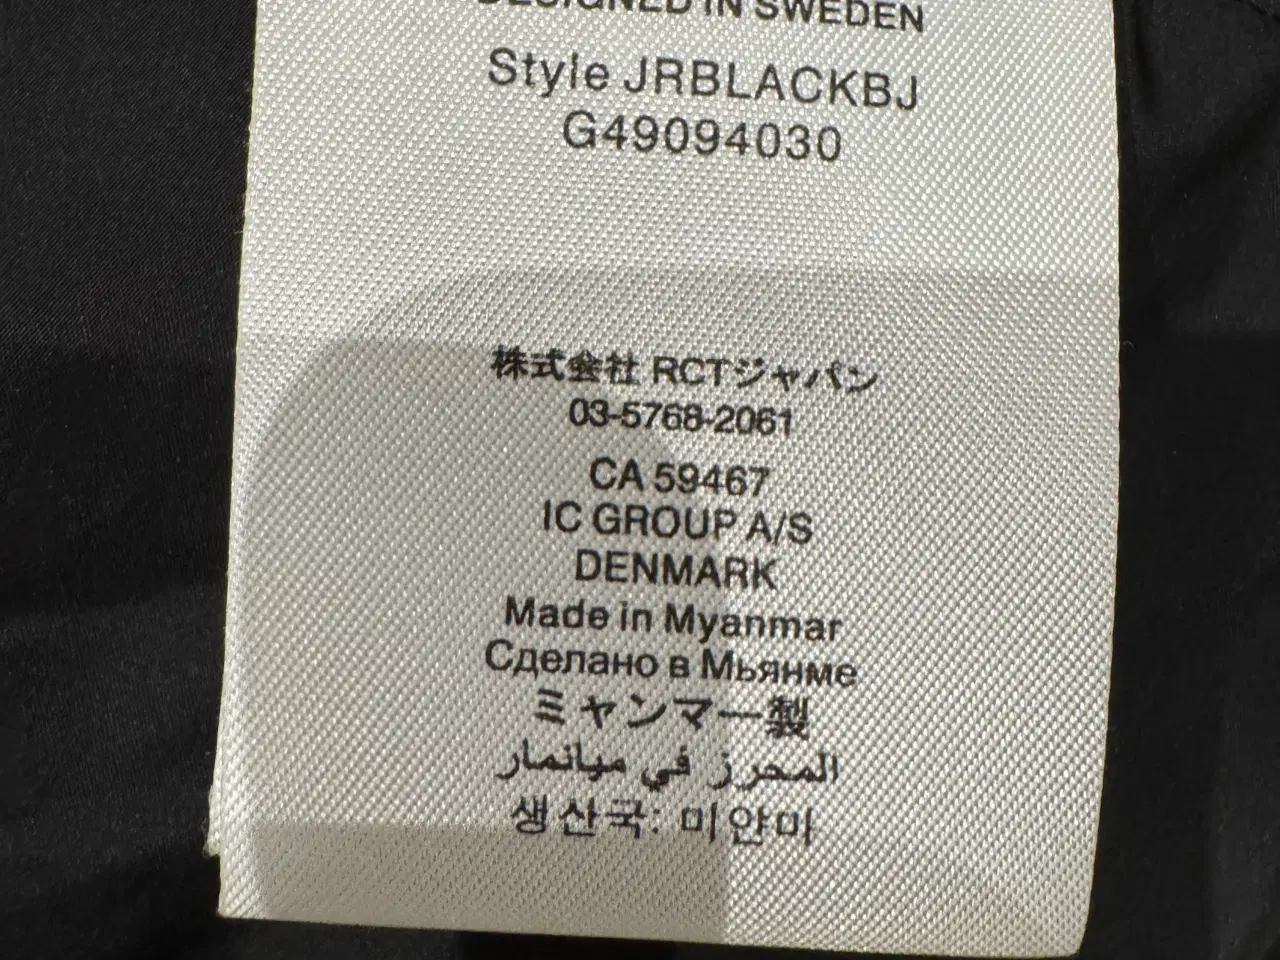 DESIGNED IN SWEDEN
Style JRBLACKBJ
G49094030
株式会社 RCTジャパン
03-5768-2061
CA 59467
IC GROUP A/S
DENMARK
Made in Myanmar
Сделано в Мьянме
ミャンマー製
المحرز في ميانمار
생산국: 미얀마